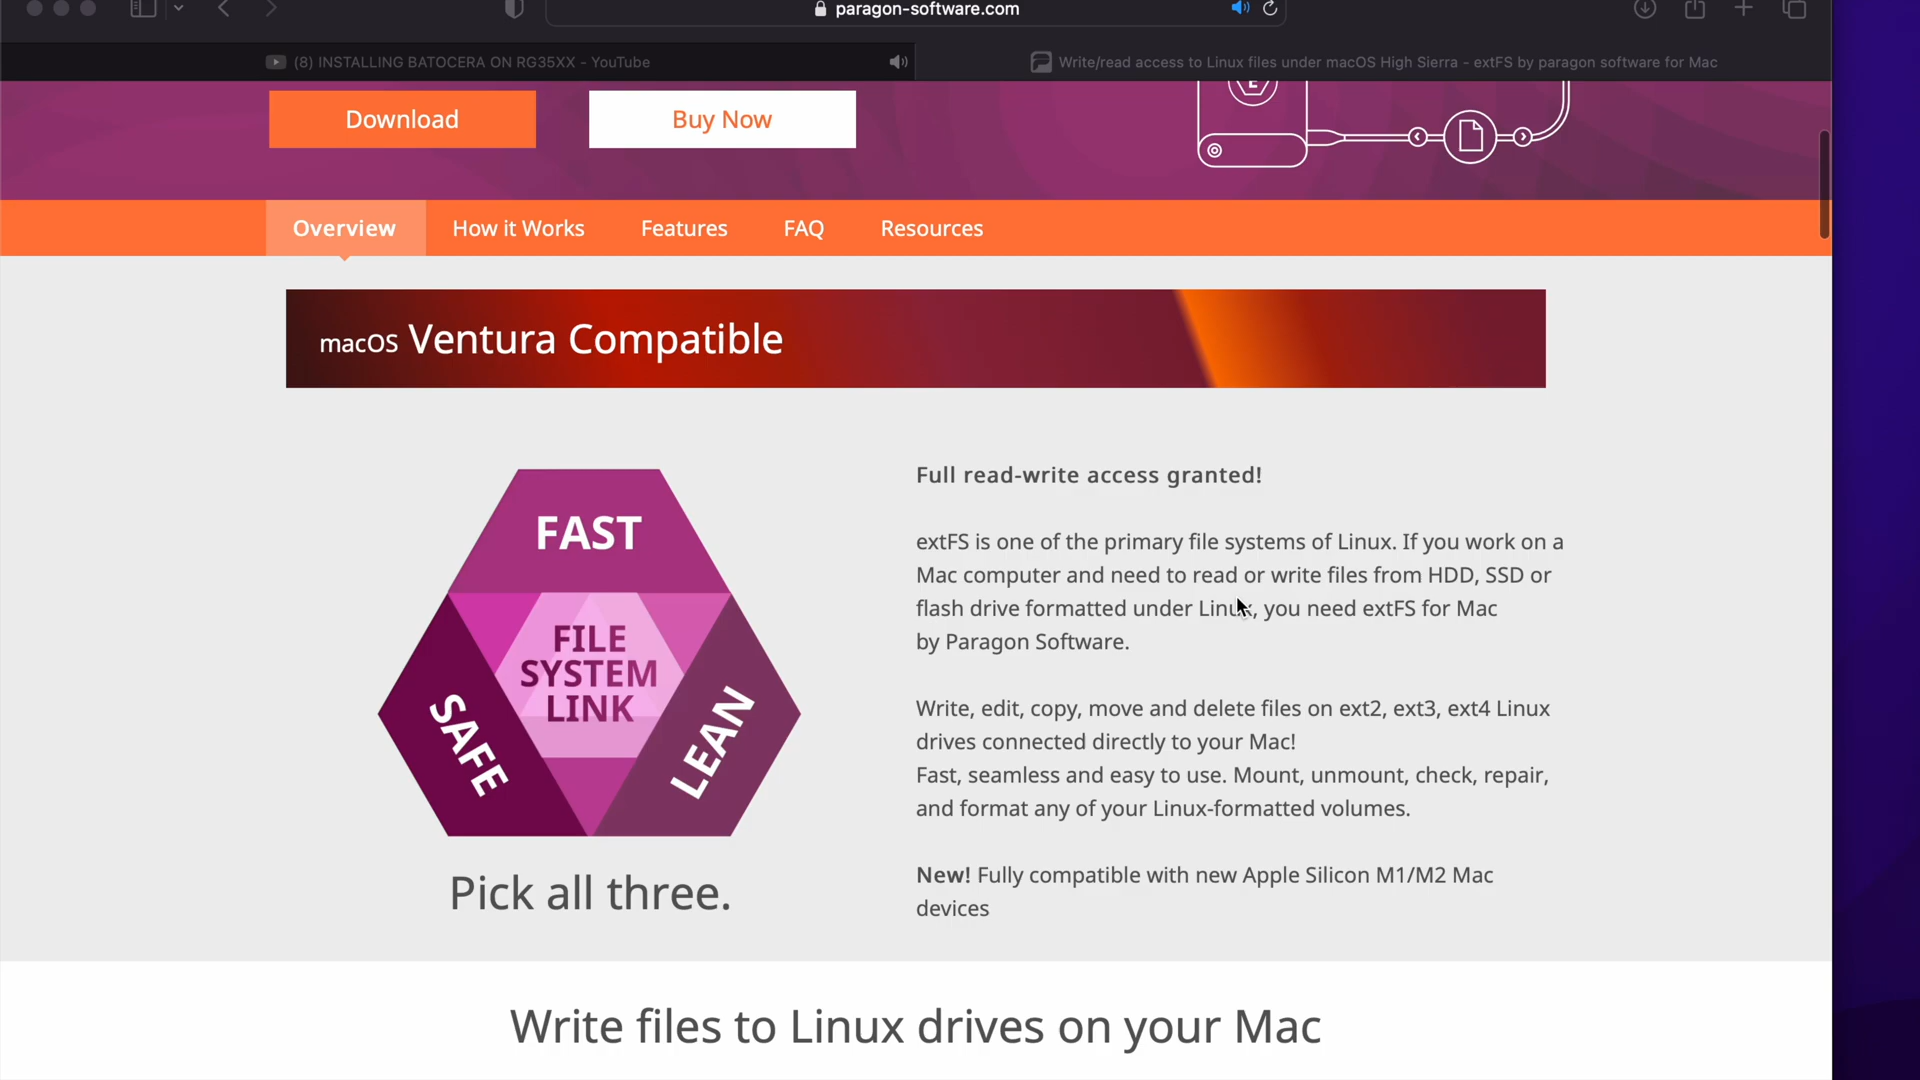 paragon-software.com
(8) INSTALLING BATOCERA ON RG35XX - YouTube
Write/read access to Linux files under macOS High Sierra - extFS by paragon software for Mac
E
Download
Buy Now
Overview
How it Works
Features
FAQ
Resources
macOS Ventura Compatible
FAST
FILE
SYSTEM
LINK
SAFE
LEAN
Pick all three.
Full read-write access granted!
extFS is one of the primary file systems of Linux. If you work on a
Mac computer and need to read or write files from HDD, SSD or
flash drive formatted under Linux, you need extFS for Mac
by Paragon Software.
Write, edit, copy, move and delete files on ext2, ext3, ext4 Linux
drives connected directly to your Mac!
Fast, seamless and easy to use. Mount, unmount, check, repair,
and format any of your Linux-formatted volumes.
New! Fully compatible with new Apple Silicon M1/M2 Mac
devices
Write files to Linux drives on your Mac